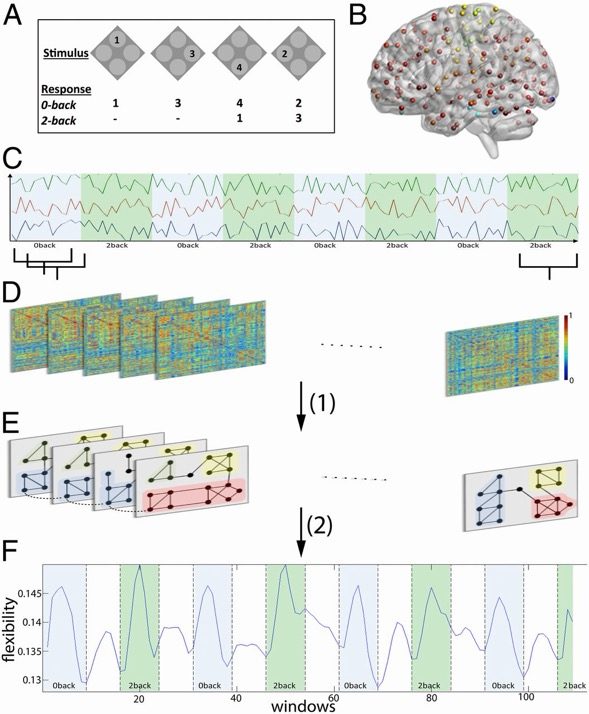 A
B
1
3
4
2
Stimulus
Response
0-back 1 3 4 2
2-back - - 1 3
C
0back 2back 0back 2back 0back 2back 0back 2back
D
1
0
(1)
E
(2)
F
flexibility
0.145
0.14
0.135
0.13
0back 2back 0back 2back 0back 2back 0back 2back
20 40 60 80 100
windows